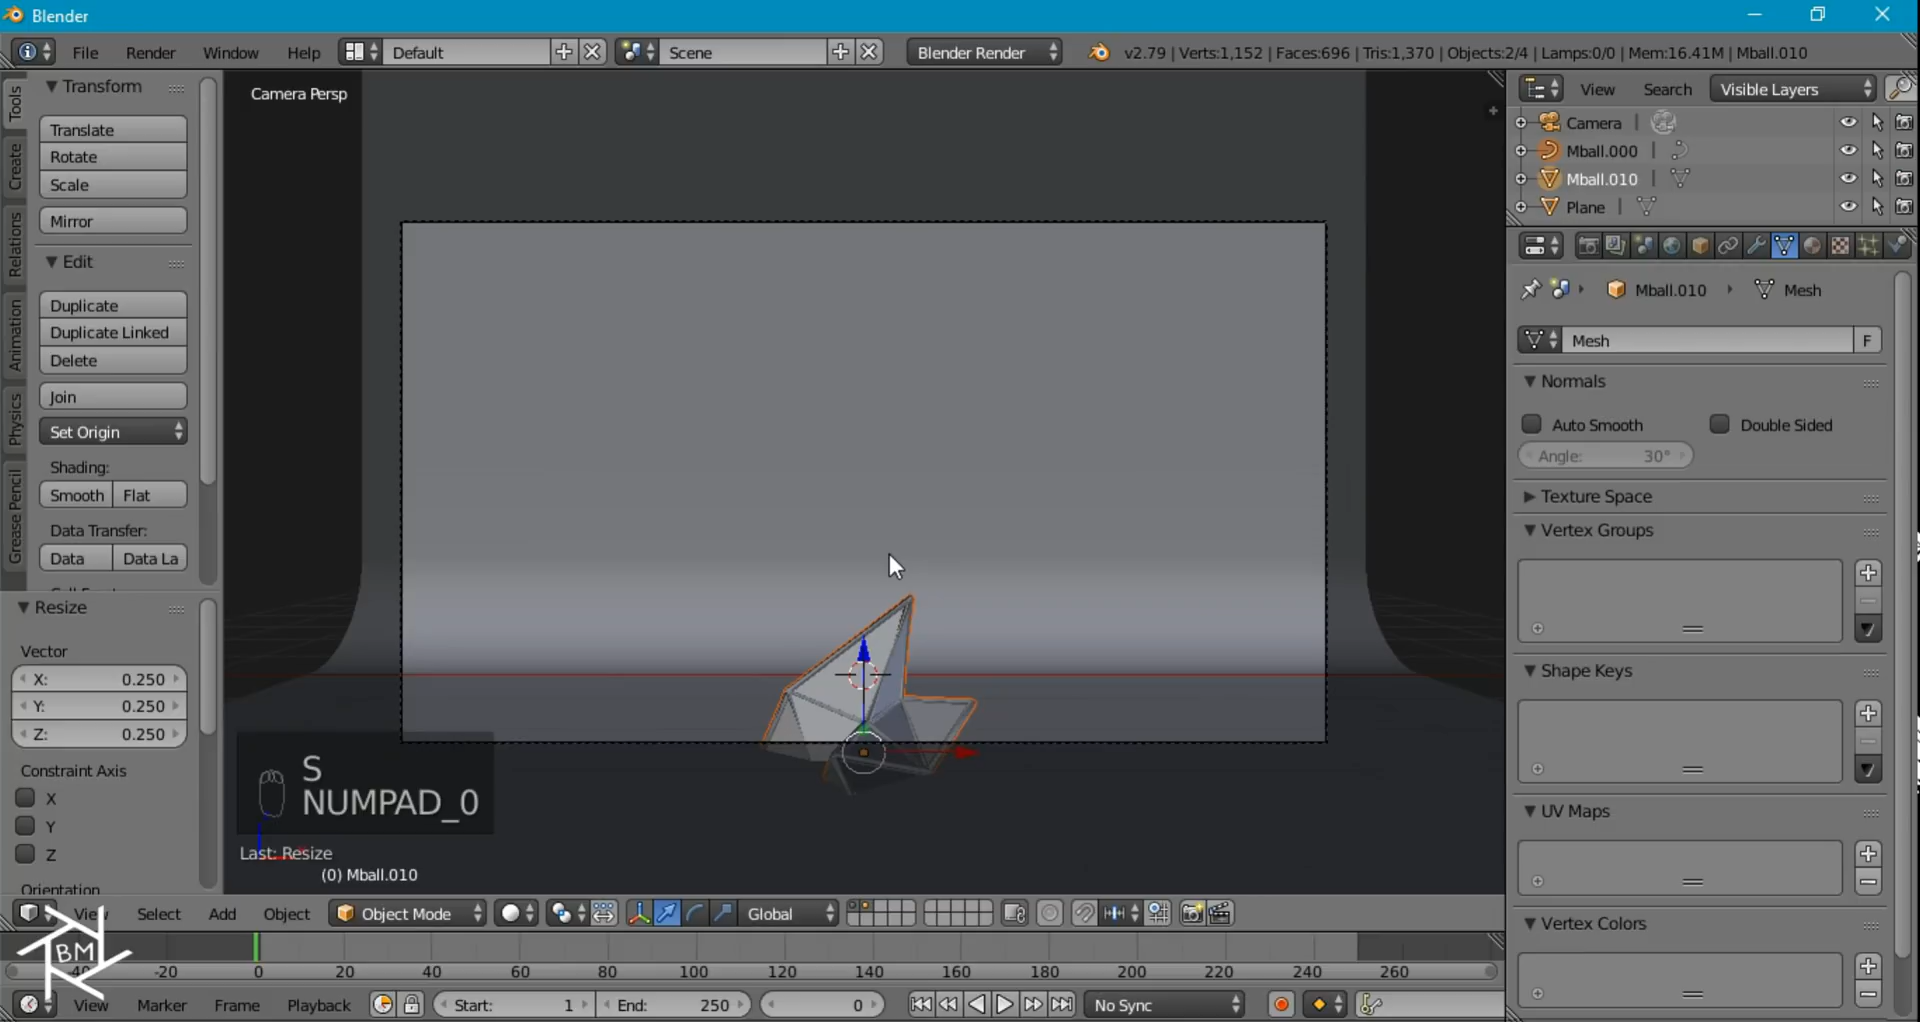 Blender
File Render Window Help Default Scene Blender Render v2.79 | Verts:1,152 | Faces:696 | Tris:1,370 | Objects:2/4 | Lamps:0/0 | Mem:16.41M | Mball.010
Tools
Create
Relations
Animation
Physics
Grease Pencil
Transform
Translate
Rotate
Scale
Mirror
Edit
Duplicate
Duplicate Linked
Delete
Join
Set Origin
Shading:
Smooth Flat
Data Transfer:
Data Data La
Resize
Vector
X: 0.250
Y: 0.250
Z: 0.250
Constraint Axis
X
Y
Z
Orientation
Camera Persp
S
NUMPAD_0
Last: Resize
(0) Mball.010
View Search Visible Layers
Camera
Mball.000
Mball.010
Plane
Mball.010 Mesh
Mesh F
Normals
Auto Smooth Double Sided
Angle: 30°
Texture Space
Vertex Groups
Shape Keys
UV Maps
Vertex Colors
View Select Add Object Object Mode Global
BM
-40 -20 0 20 40 60 80 100 120 140 160 180 200 220 240 260
View Marker Frame Playback Start: 1 End: 250 0 No Sync